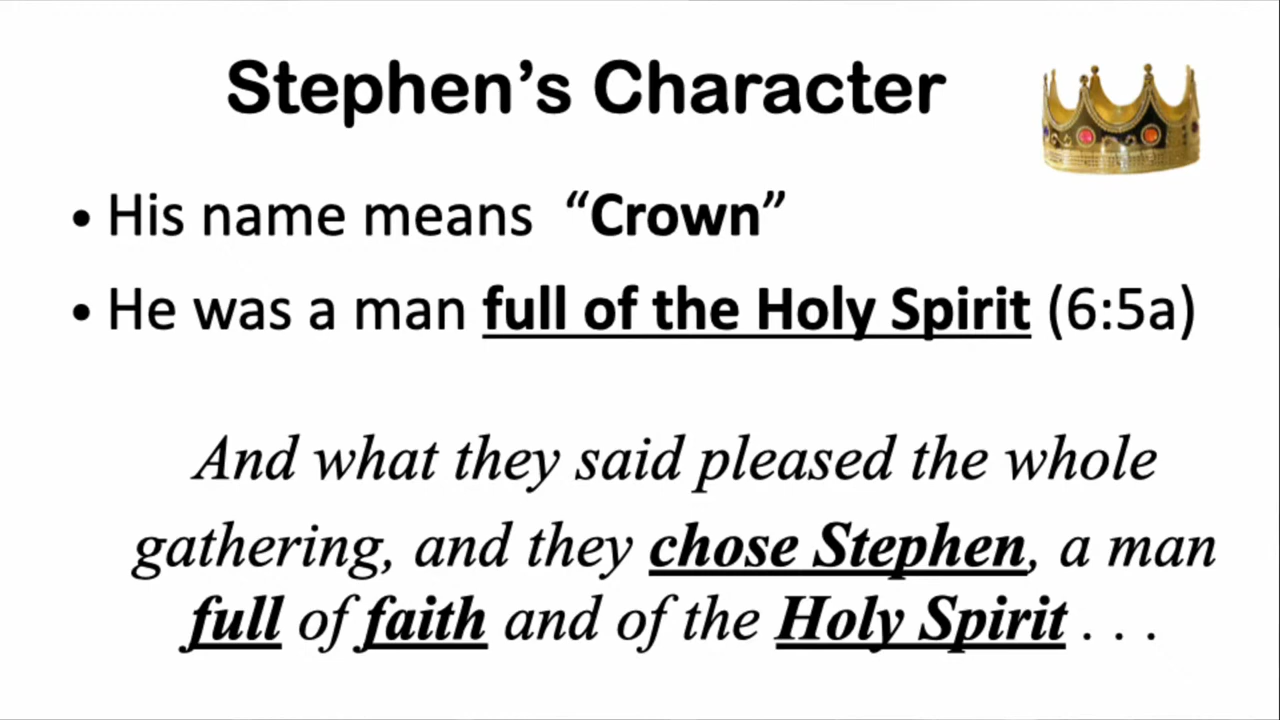 Stephen’s Character
• His name means “Crown”
• He was a man full of the Holy Spirit (6:5a)
And what they said pleased the whole
gathering, and they chose Stephen, a man
full of faith and of the Holy Spirit . . .